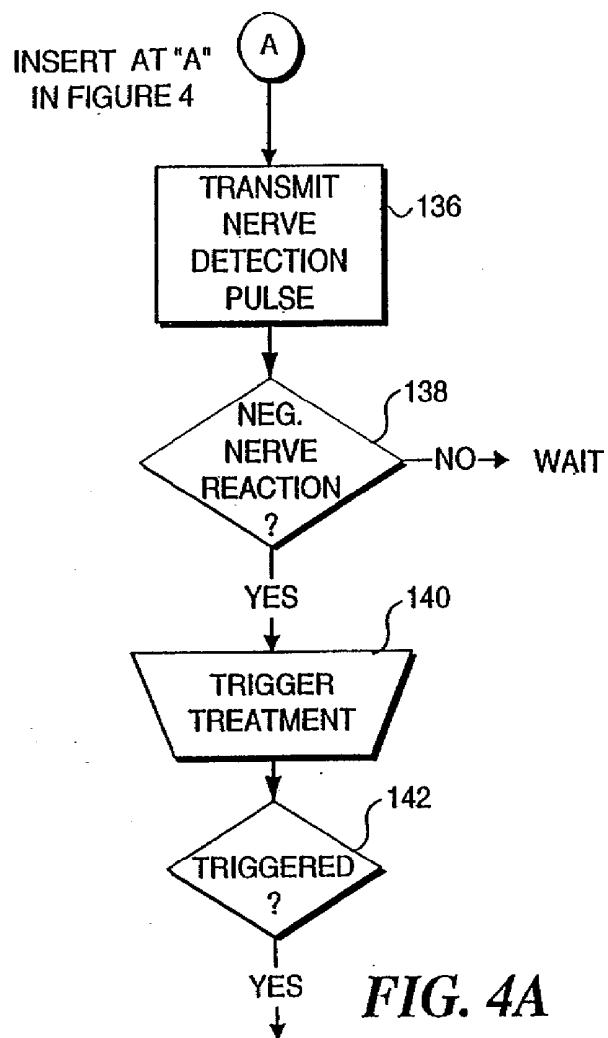 A
INSERT AT "A"
IN FIGURE 4
TRANSMIT
NERVE
DETECTION
PULSE
136
NEG.
NERVE
REACTION
?
138
NO
WAIT
YES
140
TRIGGER
TREATMENT
142
TRIGGERED
?
YES
FIG. 4A